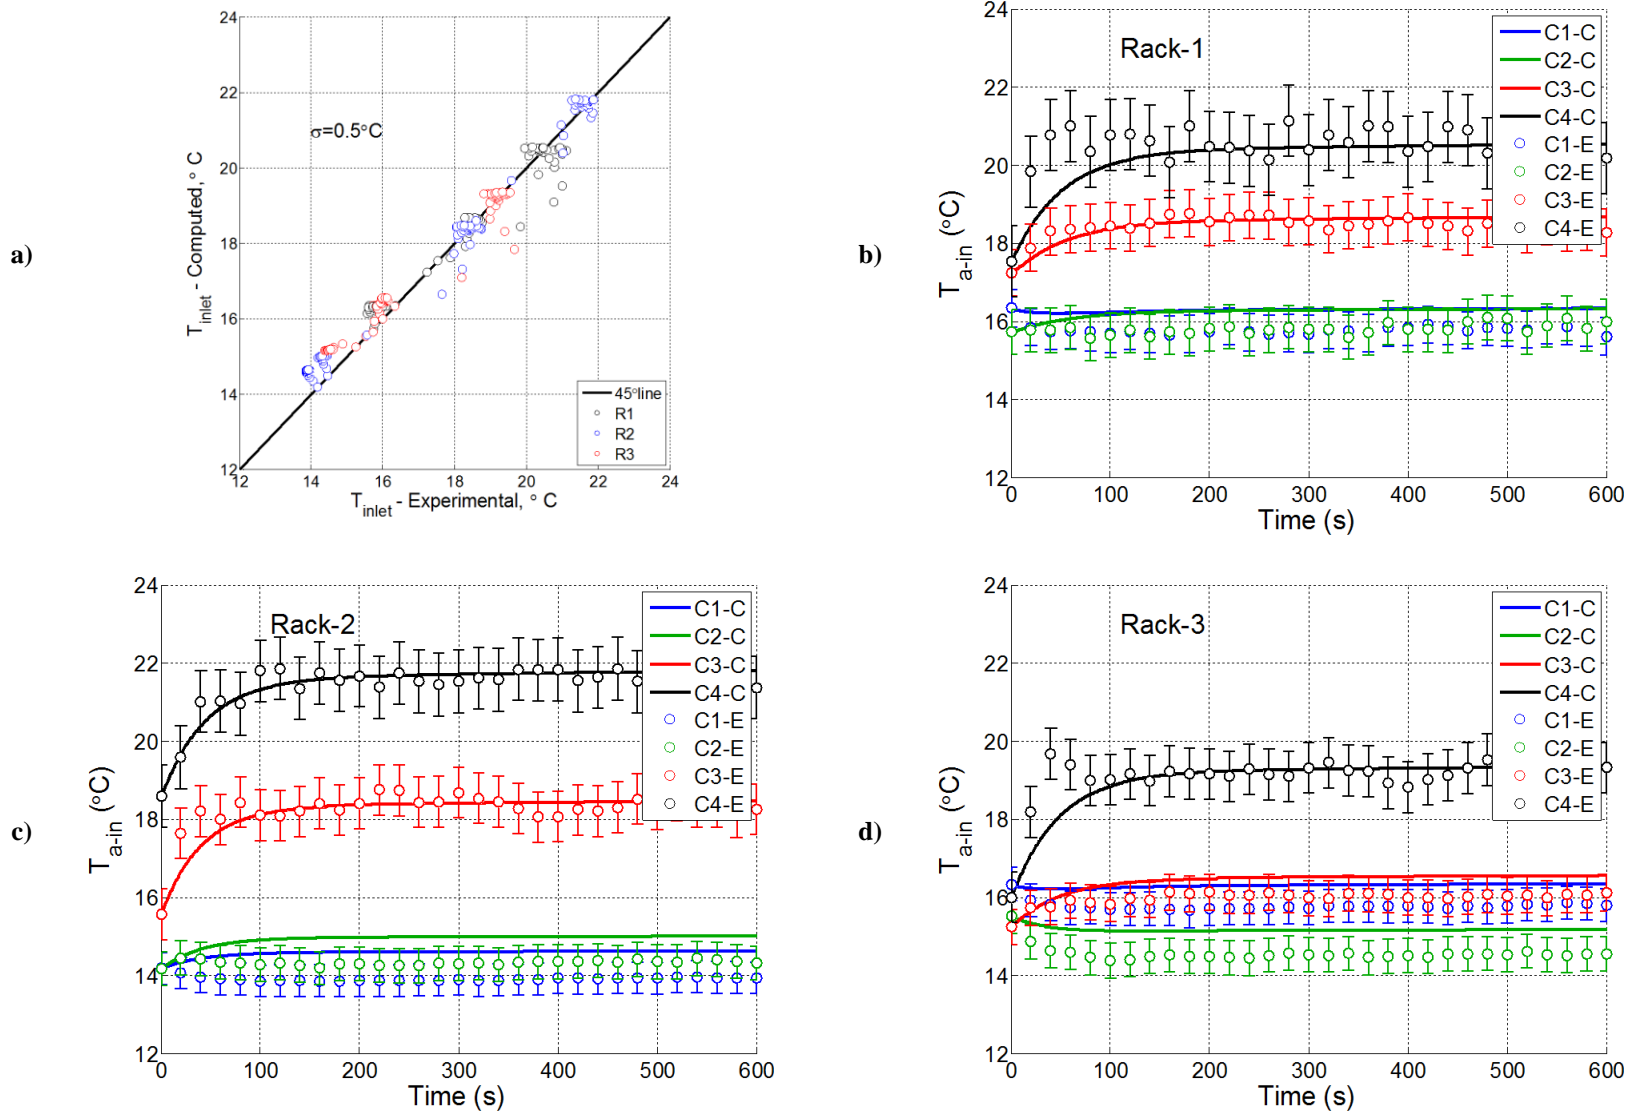 a)
24
22
20
18
16
14
12
12 14 16 18 20 22 24
T_inlet - Computed, ° C
T_inlet - Experimental, ° C
σ=0.5°C
45°line
R1
R2
R3
b)
Rack-1
24
22
20
18
16
14
12
0 100 200 300 400 500 600
T_a-in (°C)
Time (s)
C1-C
C2-C
C3-C
C4-C
C1-E
C2-E
C3-E
C4-E
c)
Rack-2
24
22
20
18
16
14
12
0 100 200 300 400 500 600
T_a-in (°C)
Time (s)
C1-C
C2-C
C3-C
C4-C
C1-E
C2-E
C3-E
C4-E
d)
Rack-3
24
22
20
18
16
14
12
0 100 200 300 400 500 600
T_a-in (°C)
Time (s)
C1-C
C2-C
C3-C
C4-C
C1-E
C2-E
C3-E
C4-E